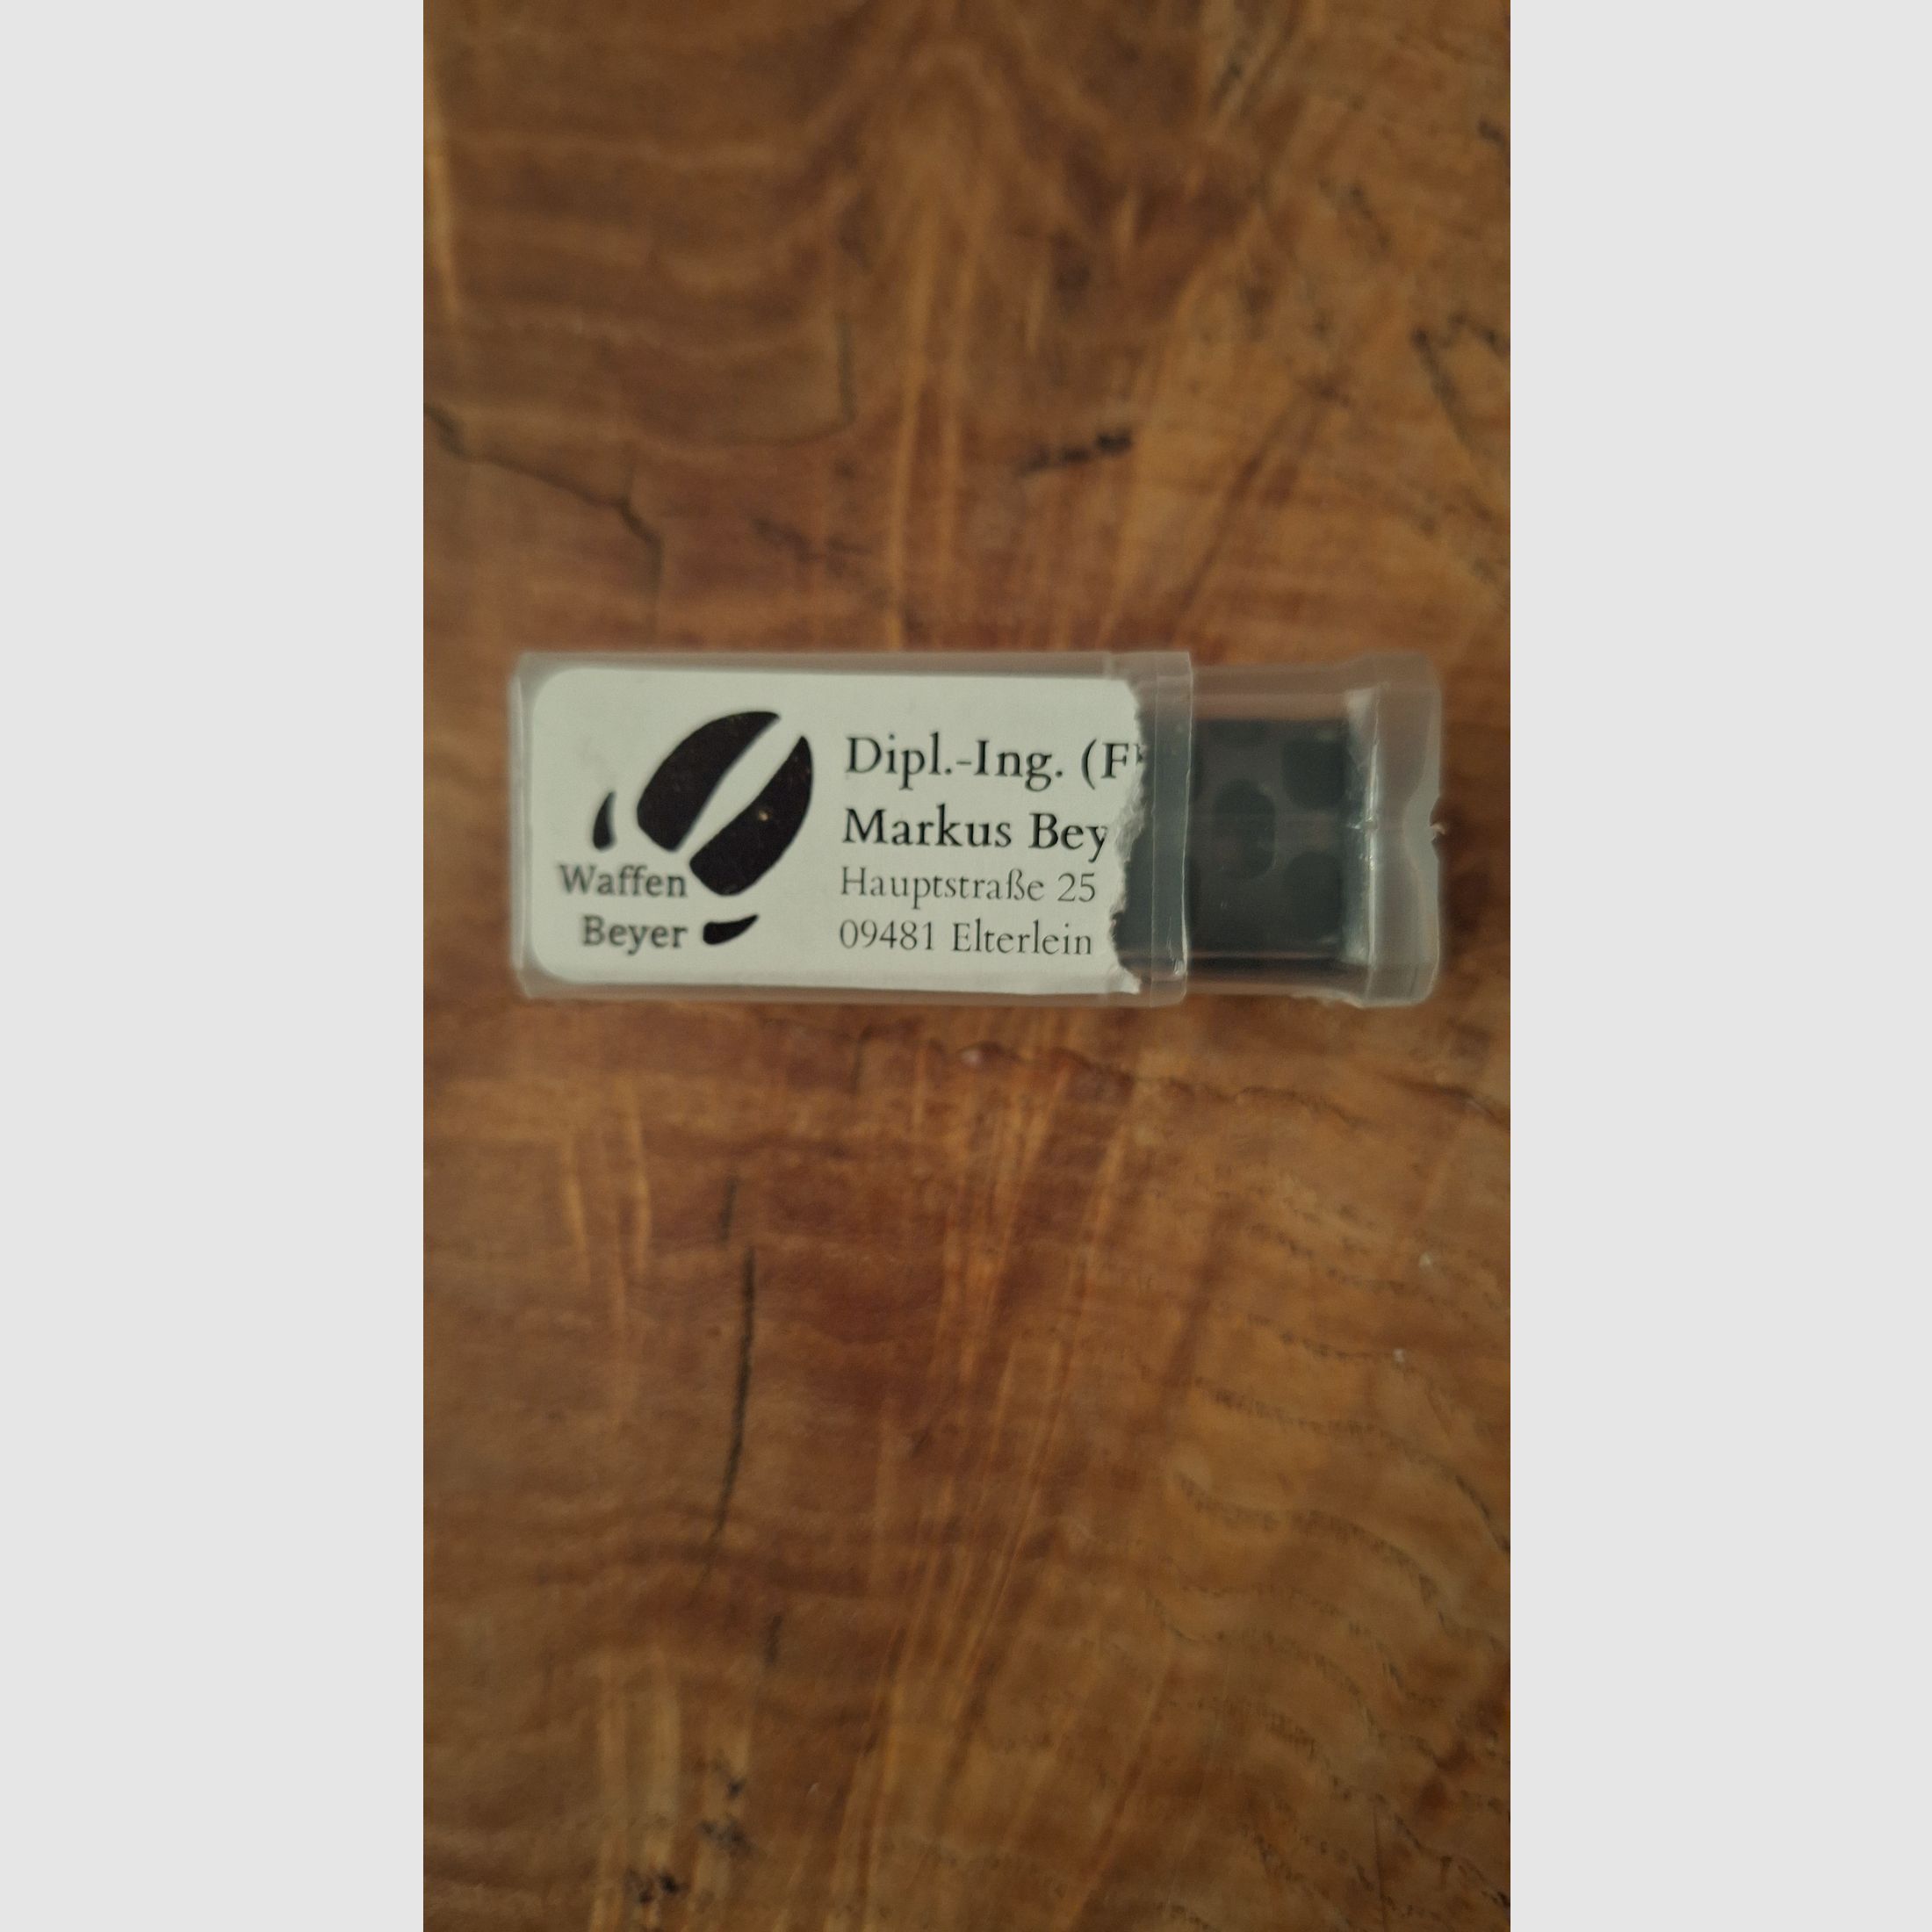 Waffen
Beyer
Dipl.-Ing. (F
Markus Bey
Hauptstraße 25
09481 Elterlein